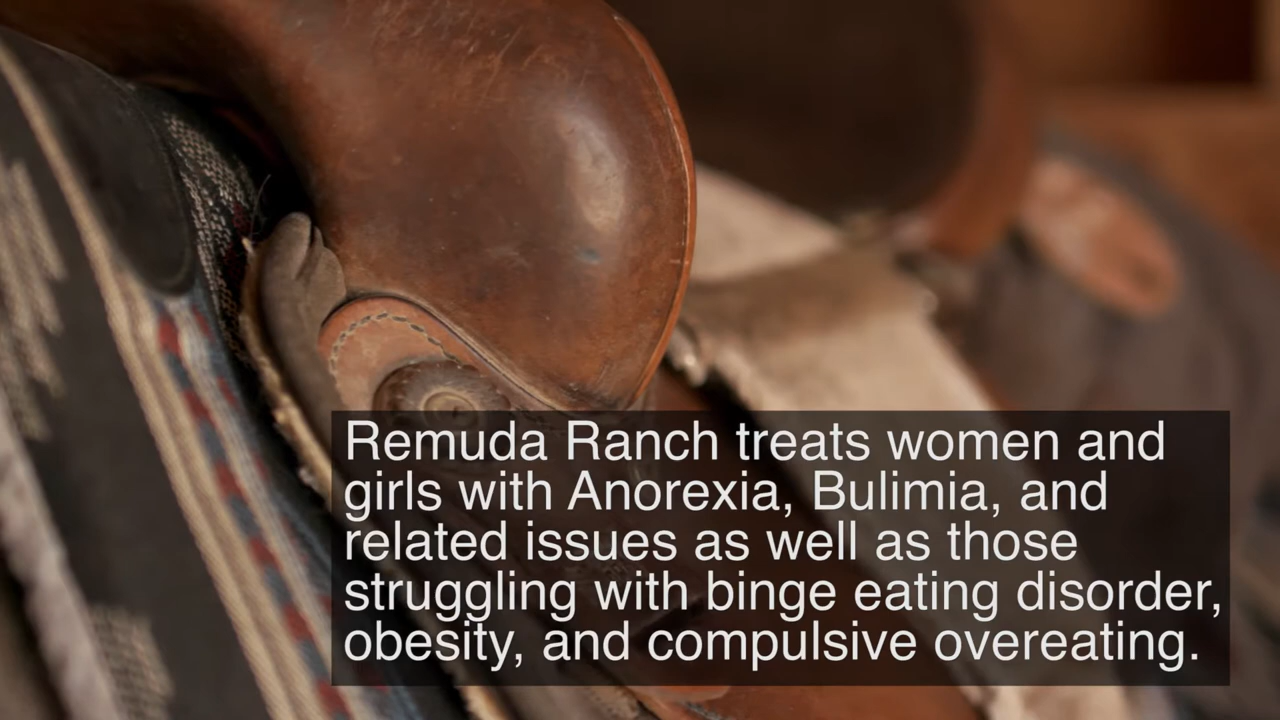 Remuda Ranch treats women and
girls with Anorexia, Bulimia, and
related issues as well as those
struggling with binge eating disorder,
obesity, and compulsive overeating.